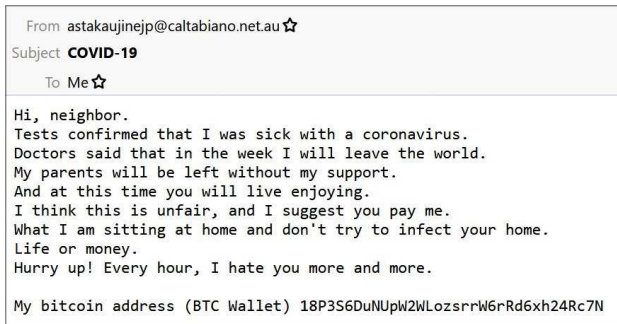 From astakaujinejp@caltabiano.net.au
Subject COVID-19
To Me
Hi, neighbor.
Tests confirmed that I was sick with a coronavirus.
Doctors said that in the week I will leave the world.
My parents will be left without my support.
And at this time you will live enjoying.
I think this is unfair, and I suggest you pay me.
What I am sitting at home and don't try to infect your home.
Life or money.
Hurry up! Every hour, I hate you more and more.
My bitcoin address (BTC Wallet) 18P3S6DuNUpW2WLozsrrW6rRd6xh24Rc7N